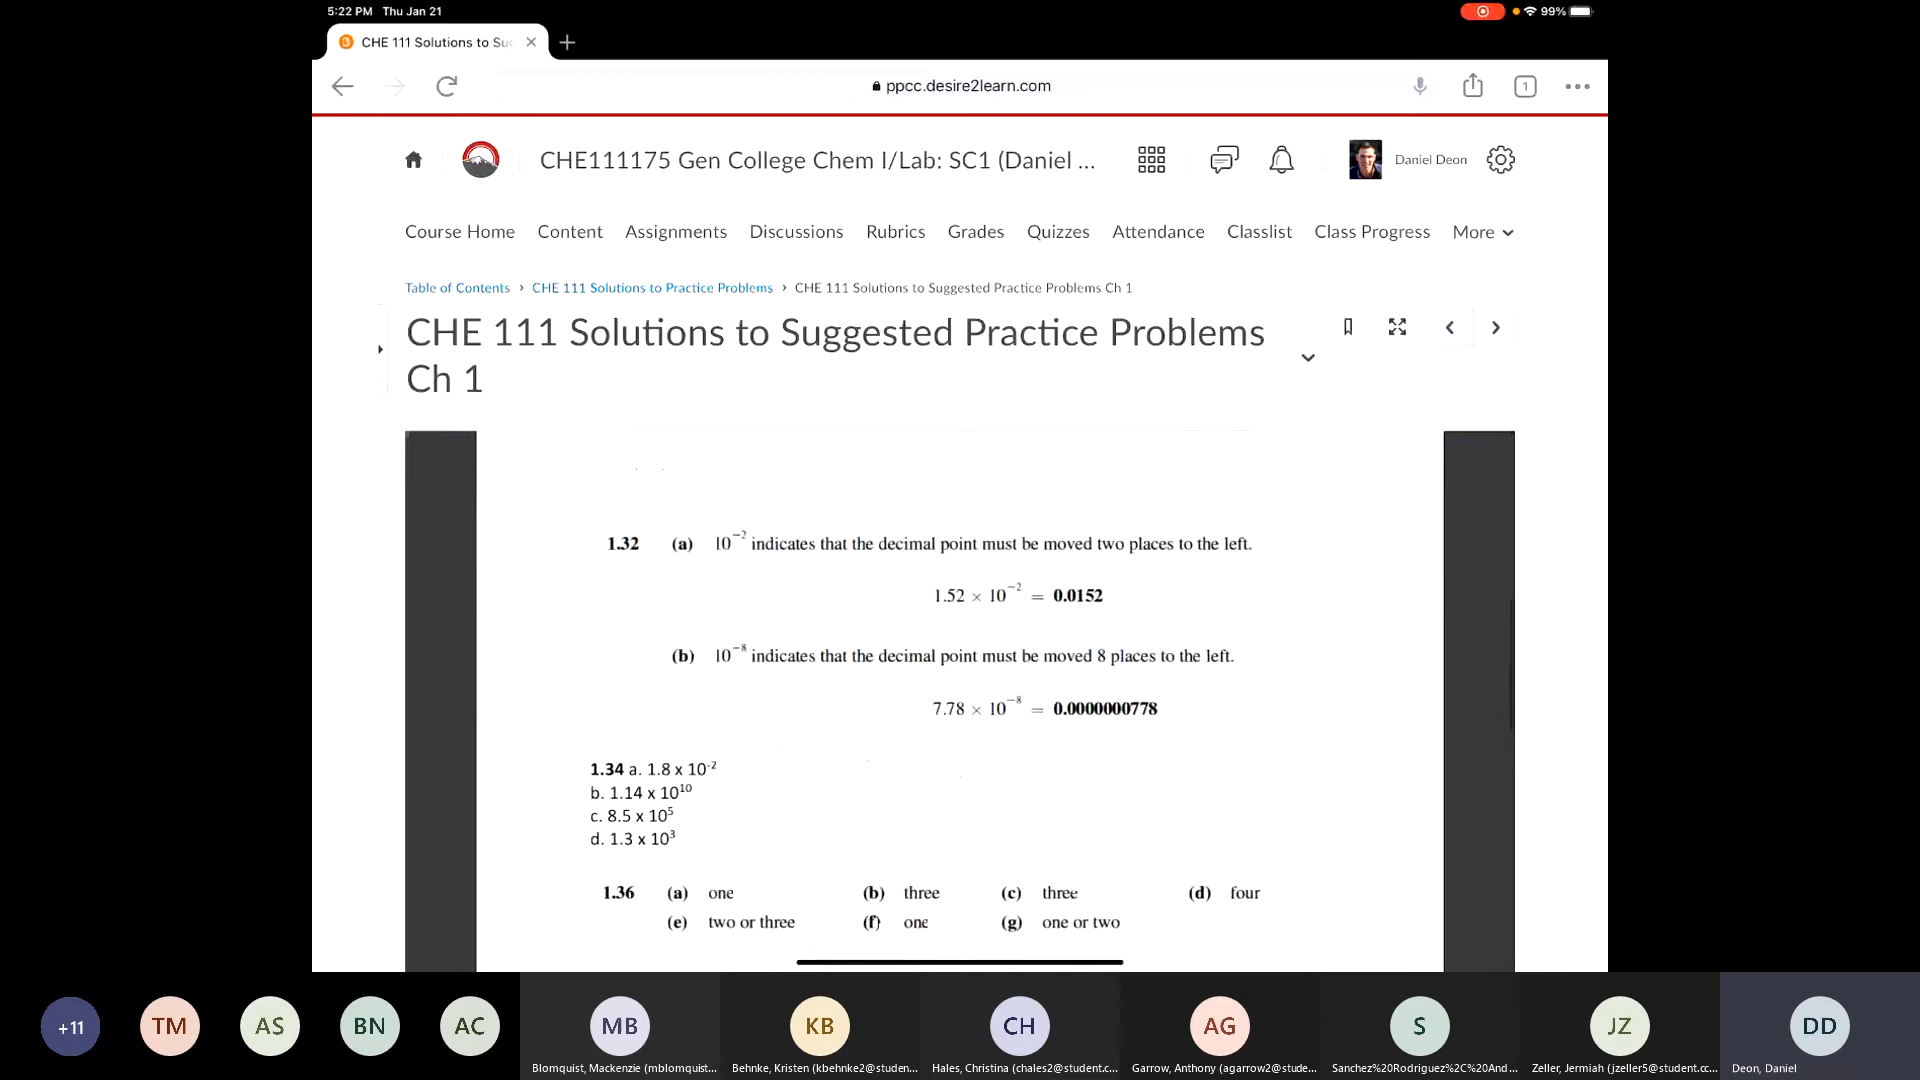 5:22 PM Thu Jan 21
99%
CHE 111 Solutions to Su
ppcc.desire2learn.com
1
CHE111175 Gen College Chem I/Lab: SC1 (Daniel ...
Daniel Deon
Course Home Content Assignments Discussions Rubrics Grades Quizzes Attendance Classlist Class Progress More
Table of Contents › CHE 111 Solutions to Practice Problems › CHE 111 Solutions to Suggested Practice Problems Ch 1
CHE 111 Solutions to Suggested Practice Problems
Ch 1
1.32 (a) 10⁻² indicates that the decimal point must be moved two places to the left.
1.52 × 10⁻² = 0.0152
(b) 10⁻⁸ indicates that the decimal point must be moved 8 places to the left.
7.78 × 10⁻⁸ = 0.0000000778
1.34 a. 1.8 x 10⁻²
b. 1.14 x 10¹⁰
c. 8.5 x 10⁵
d. 1.3 x 10³
1.36 (a) one (b) three (c) three (d) four
(e) two or three (f) one (g) one or two
+11 TM AS BN AC MB KB CH AG S JZ DD
Blomquist, Mackenzie (mblomquist... Behnke, Kristen (kbehnke2@studen... Hales, Christina (chales2@student.c... Garrow, Anthony (agarrow2@stude... Sanchez%20Rodriguez%2C%20And... Zeller, Jermiah (jzeller5@student.cc... Deon, Daniel